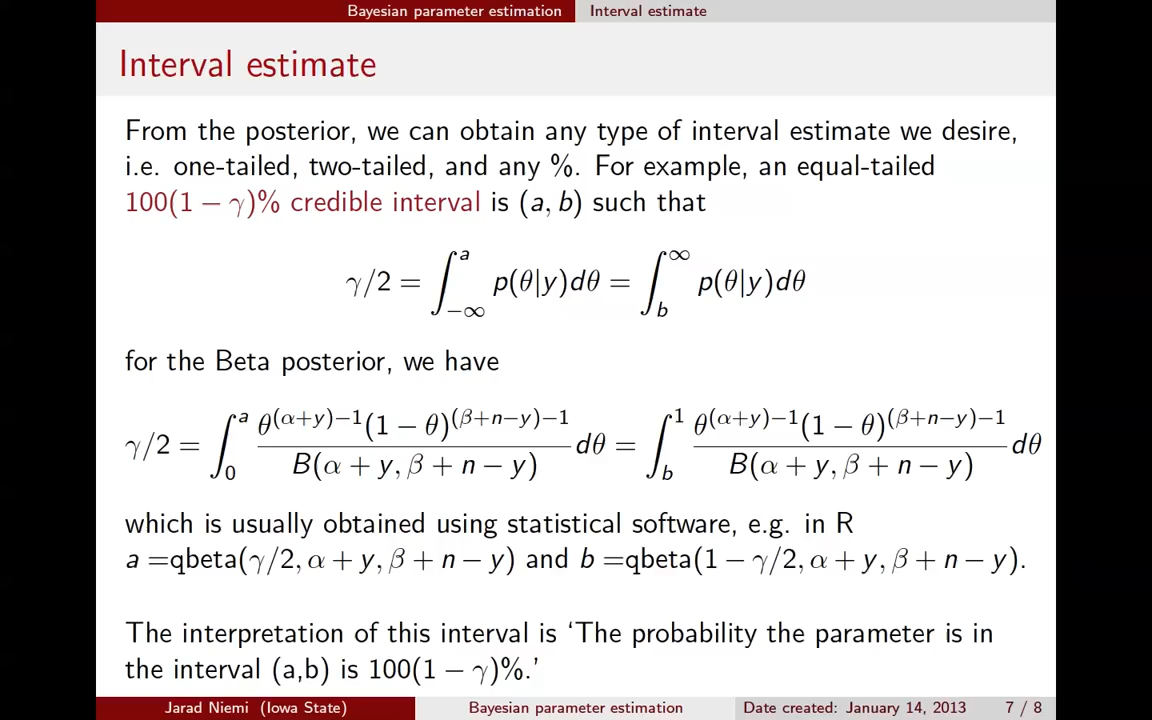 Bayesian parameter estimation Interval estimate
Interval estimate
From the posterior, we can obtain any type of interval estimate we desire,
i.e. one-tailed, two-tailed, and any %. For example, an equal-tailed
100(1 − γ)% credible interval is (a, b) such that
γ/2 = ∫_{−∞}^{a} p(θ|y)dθ = ∫_{b}^{∞} p(θ|y)dθ
for the Beta posterior, we have
γ/2 = ∫_{0}^{a} \frac{θ^{(α+y)−1}(1 − θ)^{(β+n−y)−1}}{B(α + y, β + n − y)} dθ = ∫_{b}^{1} \frac{θ^{(α+y)−1}(1 − θ)^{(β+n−y)−1}}{B(α + y, β + n − y)} dθ
which is usually obtained using statistical software, e.g. in R
a =qbeta(γ/2, α + y, β + n − y) and b =qbeta(1 − γ/2, α + y, β + n − y).
The interpretation of this interval is ‘The probability the parameter is in
the interval (a,b) is 100(1 − γ)%.’
Jarad Niemi (Iowa State) Bayesian parameter estimation Date created: January 14, 2013 7 / 8